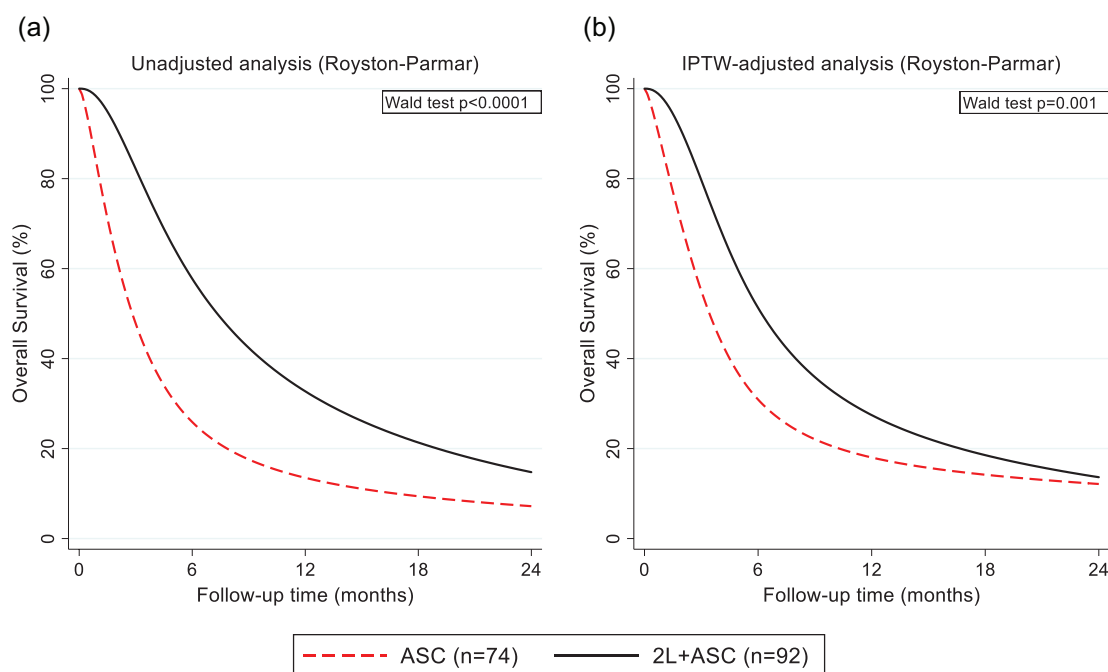 (a)
Unadjusted analysis (Royston-Parmar)
Wald test p<0.0001
Overall Survival (%)
100
80
60
40
20
0
0 6 12 18 24
Follow-up time (months)
(b)
IPTW-adjusted analysis (Royston-Parmar)
Wald test p=0.001
Overall Survival (%)
100
80
60
40
20
0
0 6 12 18 24
Follow-up time (months)
ASC (n=74) 2L+ASC (n=92)